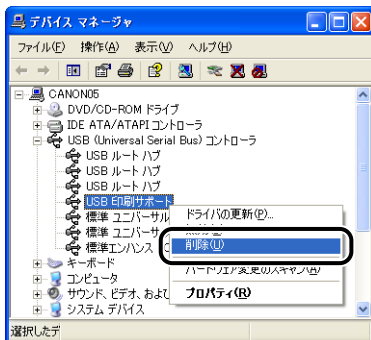 デバイス マネージャ
ファイル(F) 操作(A) 表示(V) ヘルプ(H)
CANON05
DVD/CD-ROM ドライブ
IDE ATA/ATAPI コントローラ
USB (Universal Serial Bus) コントローラ
USB ルート ハブ
USB ルート ハブ
USB ルート ハブ
USB 印刷サポート
標準 ユニバーサル
ドライバの更新(P)...
標準 ユニバーサ
標準エンハンス
削除(U)
キーボード
ハードウェア変更のスキャン(A)
コンピュータ
サウンド、ビデオ、およ
プロパティ(R)
システム デバイス
選択したデ